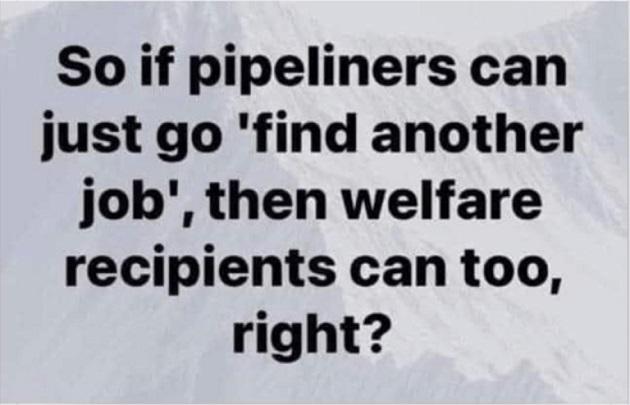 So if pipeliners can
just go 'find another
job', then welfare
recipients can too,
right?